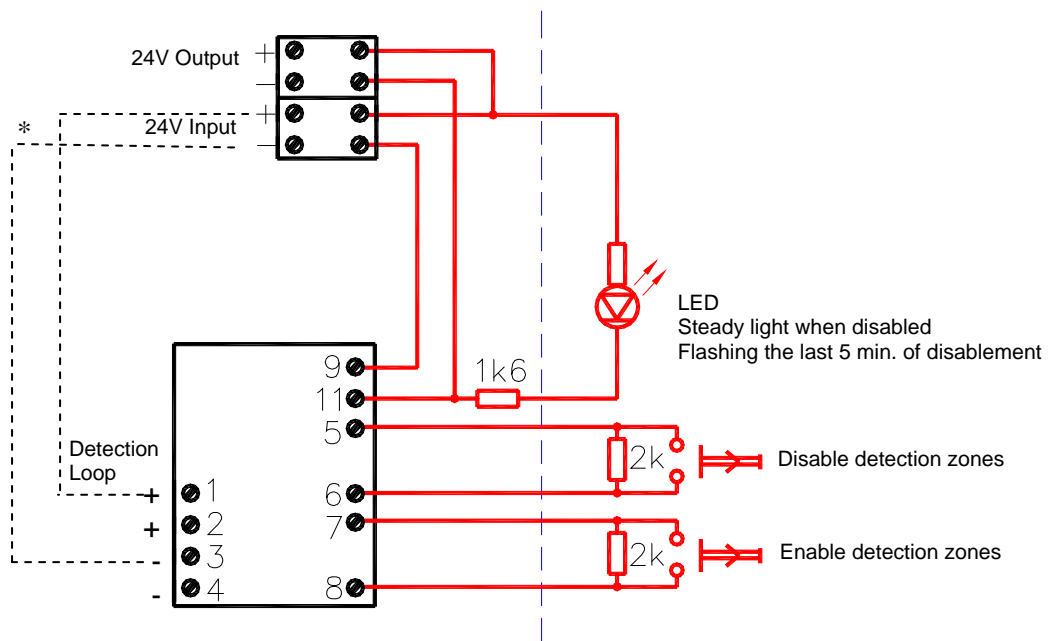 24V Output
+
−
*
24V Input
+
−
LED
Steady light when disabled
Flashing the last 5 min. of disablement
9
11
1k6
5
Detection
Loop
2k
Disable detection zones
+ 1
6
+ 2
7
- 3
2k
Enable detection zones
- 4
8